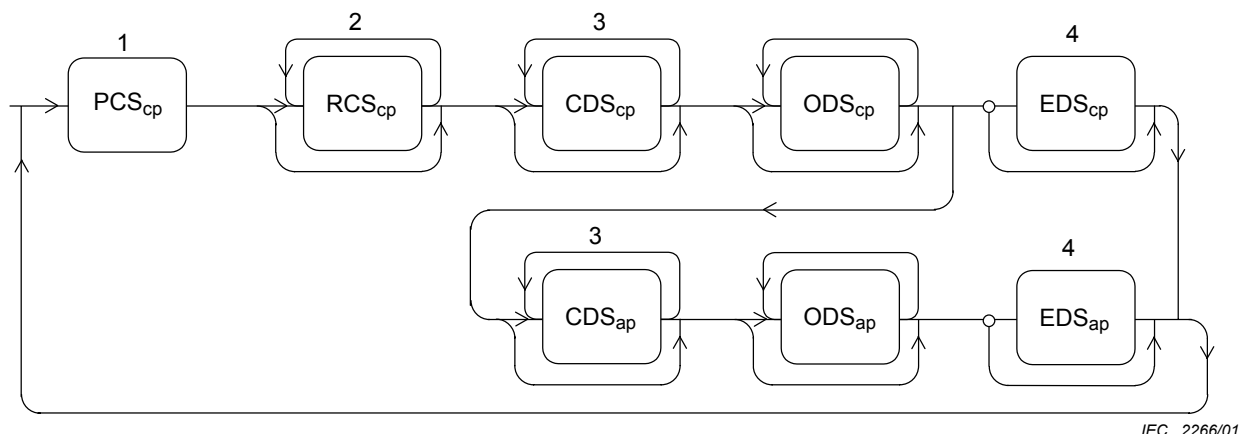 1
2
3
4
PCScp
RCScp
CDScp
ODScp
EDScp
3
4
CDSap
ODSap
EDSap
IEC 2266/01